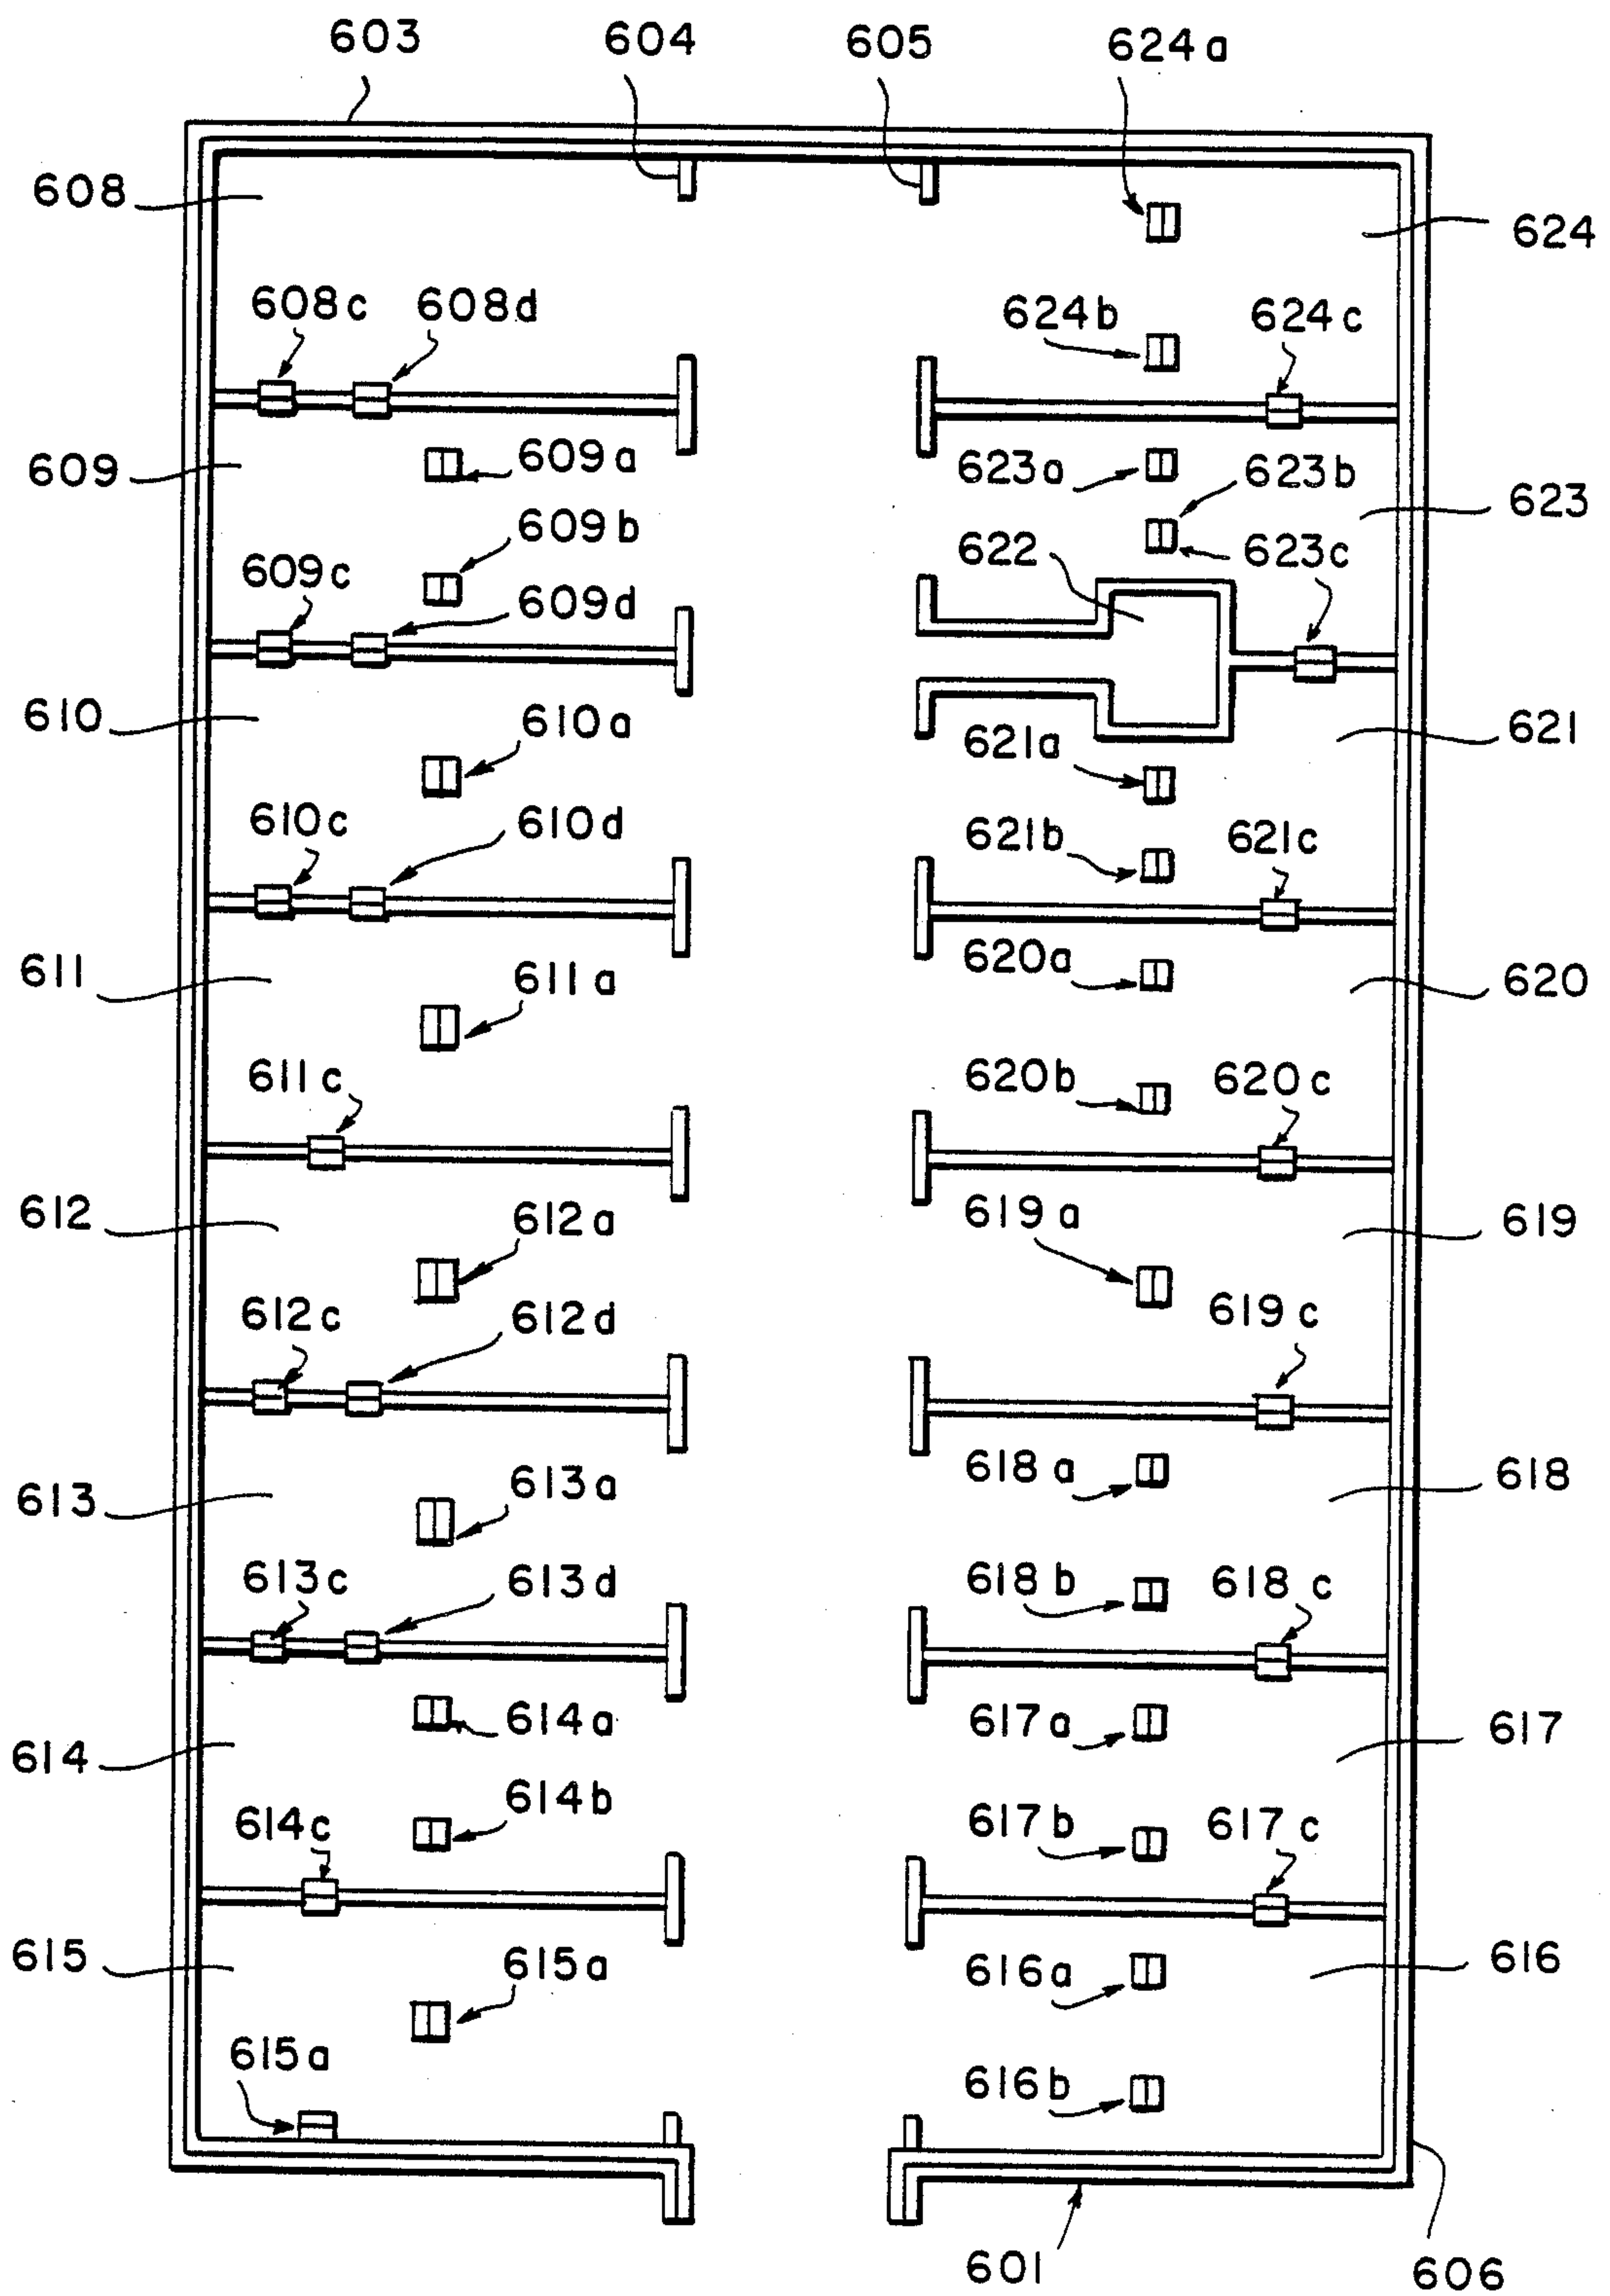 603 604 605 624a
608 624
608c 608d 624b 624c
609 609a 623a 623b 623
609b 622 623c
609c 609d
610 610a 621a 621
610c 610d 621b 621c
611 611a 620a 620
611c 620b 620c
612 612a 619a 619
612c 612d 619c
613 613a 618a 618
613c 613d 618b 618c
614 614a 617a 617
614c 614b 617b 617c
615 615a 616a 616
615a 616b
601 606